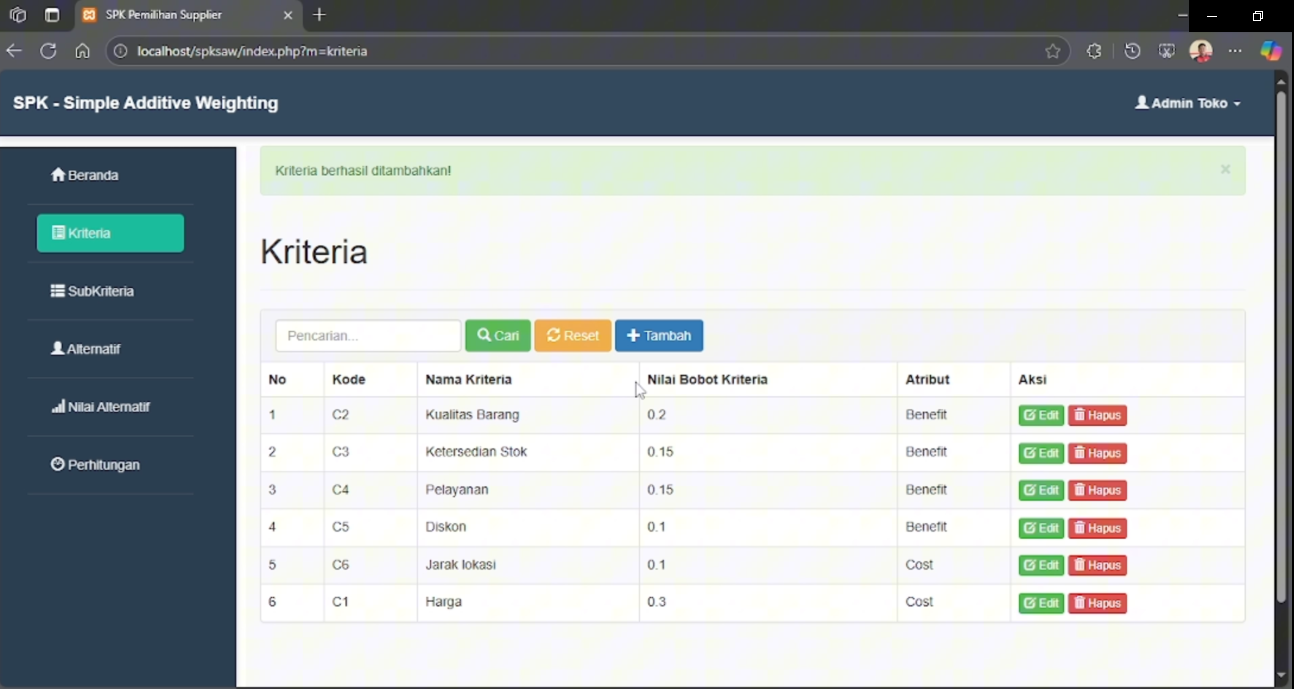 SPK Pemilihan Supplier
localhost/spksaw/index.php?m=kriteria
SPK - Simple Additive Weighting
Admin Toko
Beranda
Kriteria
SubKriteria
Alternatif
Nilai Alternatif
Perhitungan
Kriteria berhasil ditambahkan!
Kriteria
Pencarian... Cari Reset Tambah
No Kode Nama Kriteria Nilai Bobot Kriteria Atribut Aksi
1 C2 Kualitas Barang 0.2 Benefit Edit Hapus
2 C3 Ketersedian Stok 0.15 Benefit Edit Hapus
3 C4 Pelayanan 0.15 Benefit Edit Hapus
4 C5 Diskon 0.1 Benefit Edit Hapus
5 C6 Jarak lokasi 0.1 Cost Edit Hapus
6 C1 Harga 0.3 Cost Edit Hapus